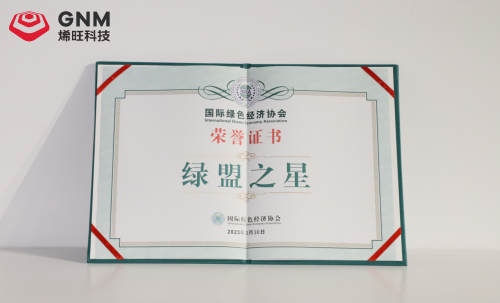 GNM
烯旺科技
国际绿色经济协会
International Green Economic Association
荣誉证书
绿盟之星
国际绿色经济协会